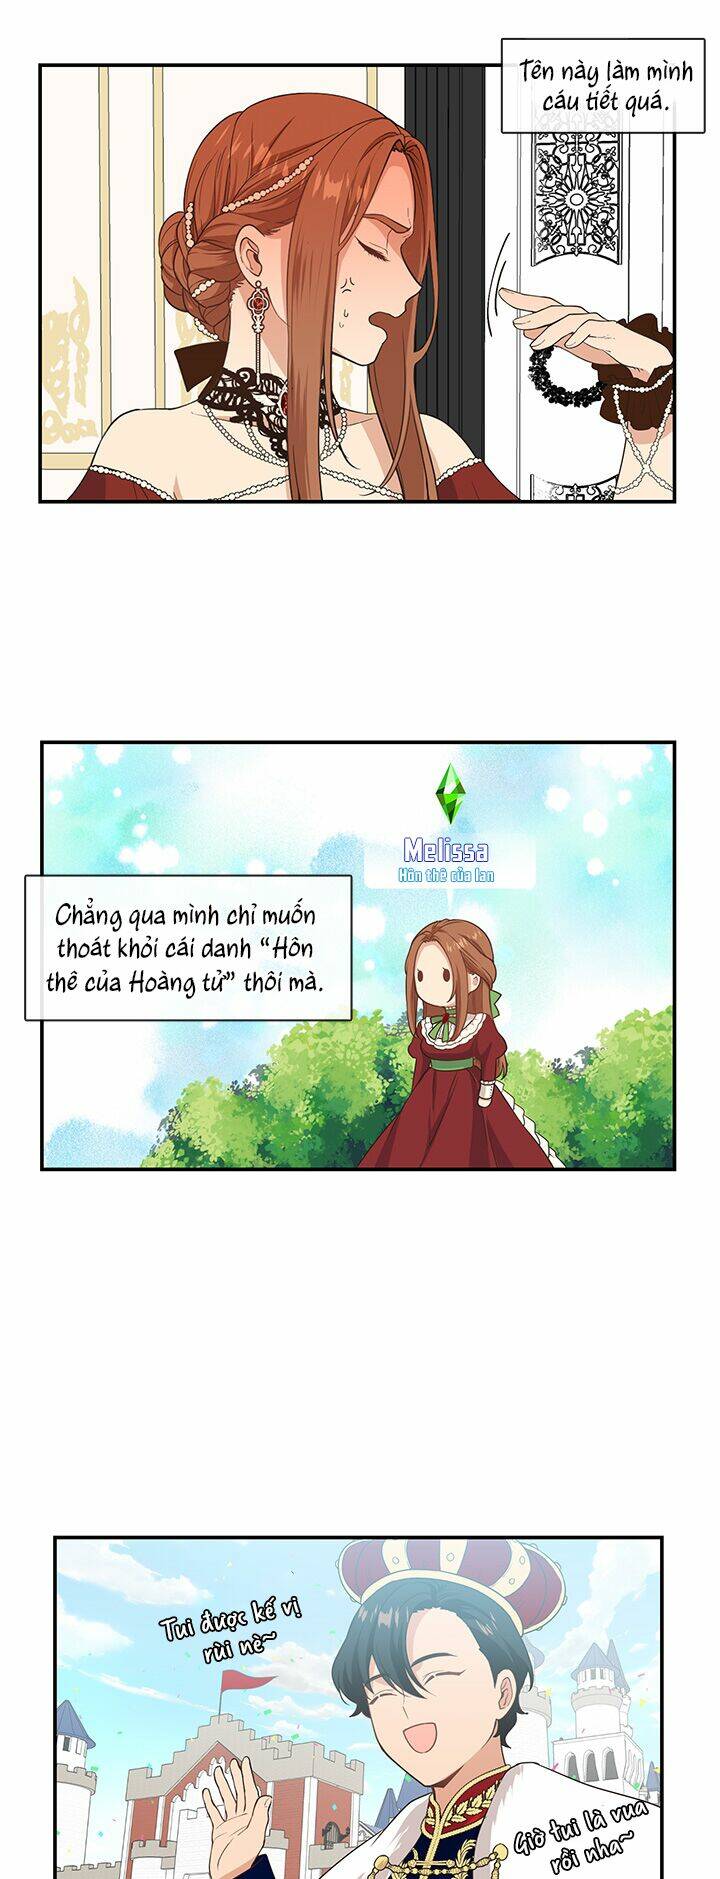 Tên này làm mình
cáu tiết quá.
Melissa
Hôn thê của Ian
Chẳng qua mình chỉ muốn
thoát khỏi cái danh “Hôn
thê của Hoàng tử” thôi mà.
Tui được kế vị
rùi nè~
Giờ tui là vua
rồi nha~